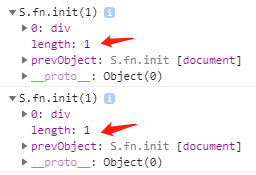 ▼S.fn.init(1) i
▶0: div
length: 1
▶prevObject: S.fn.init [document]
▶__proto__: Object(0)
▼S.fn.init(1) i
▶0: div
length: 1
▶prevObject: S.fn.init [document]
▶__proto__: Object(0)